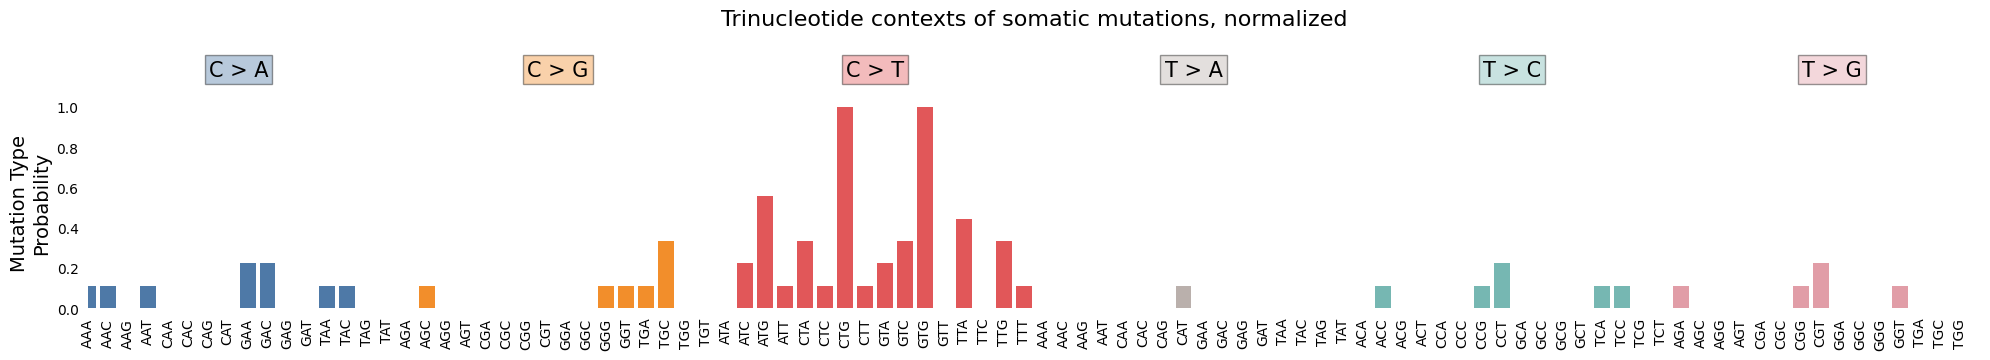 Trinucleotide contexts of somatic mutations, normalized
C > A
C > G
C > T
T > A
T > C
T > G
Mutation Type
Probability
1.0
0.8
0.6
0.4
0.2
0.0
AAA AAC AAG AAT CAA CAC CAG CAT GAA GAC GAG GAT TAA TAC TAG TAT AGA AGC AGG AGT CGA CGC CGG CGT GGA GGC GGG GGT TGA TGC TGG TGT ATA ATC ATG ATT CTA CTC CTG CTT GTA GTC GTG GTT TTA TTC TTG TTT AAA AAC AAG AAT CAA CAC CAG CAT GAA GAC GAG GAT TAA TAC TAG TAT ACA ACC ACG ACT CCA CCC CCG CCT GCA GCC GCG GCT TCA TCC TCG TCT AGA AGC AGG AGT CGA CGC CGG CGT GGA GGC GGG GGT TGA TGC TGG